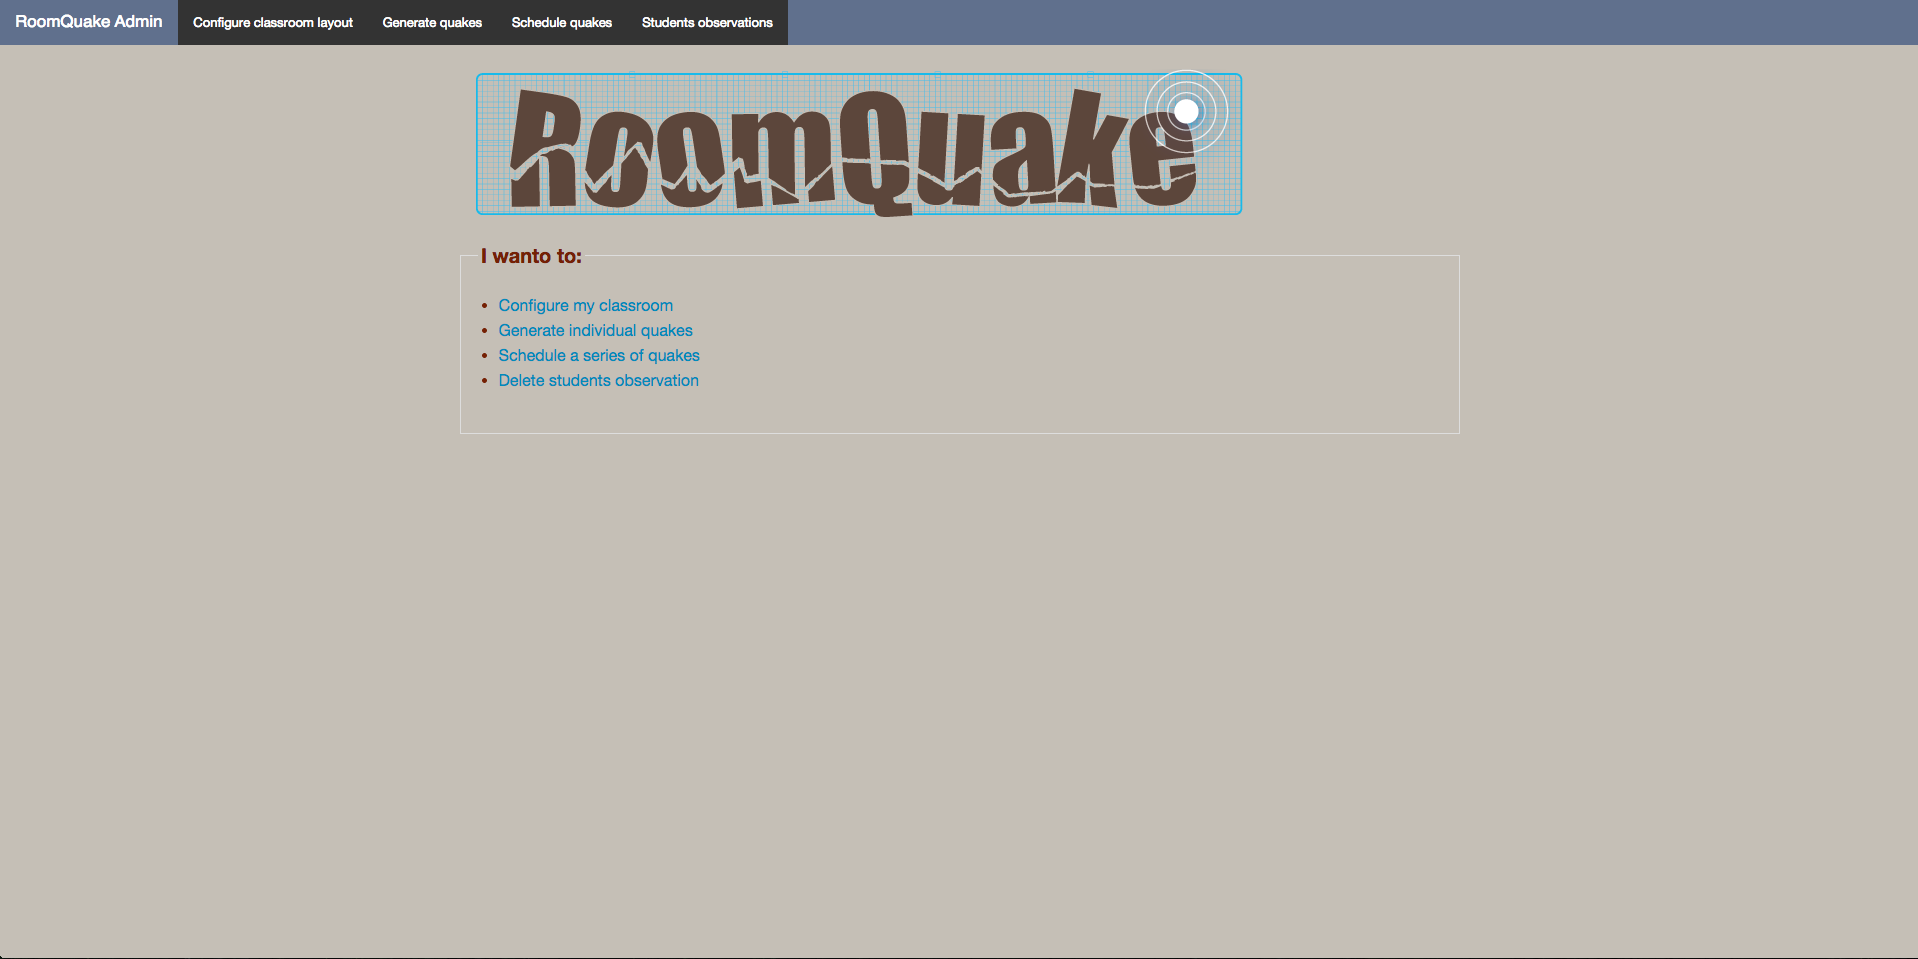 RoomQuake Admin Configure classroom layout Generate quakes Schedule quakes Students observations
RoomQuake
I wanto to:
• Configure my classroom
• Generate individual quakes
• Schedule a series of quakes
• Delete students observation